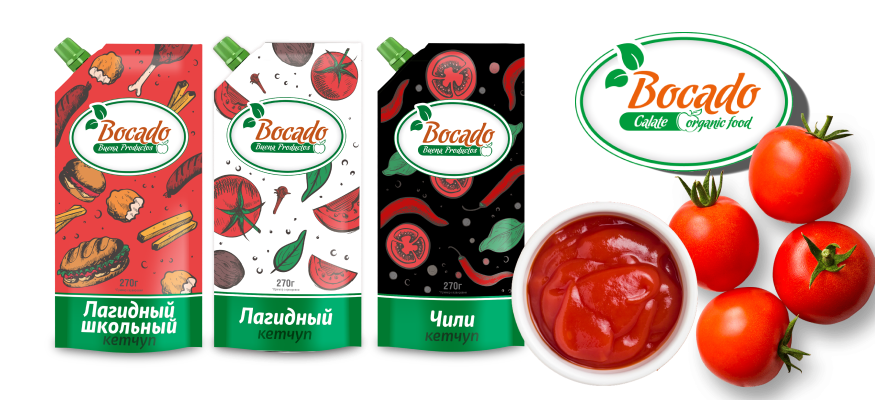 Bocado
Buena Productos
270г
Лагидный
школьный
кетчуп
Bocado
Buena Productos
270г
Лагидный
кетчуп
Bocado
Buena Productos
270г
Чили
кетчуп
Bocado
Calate organic food